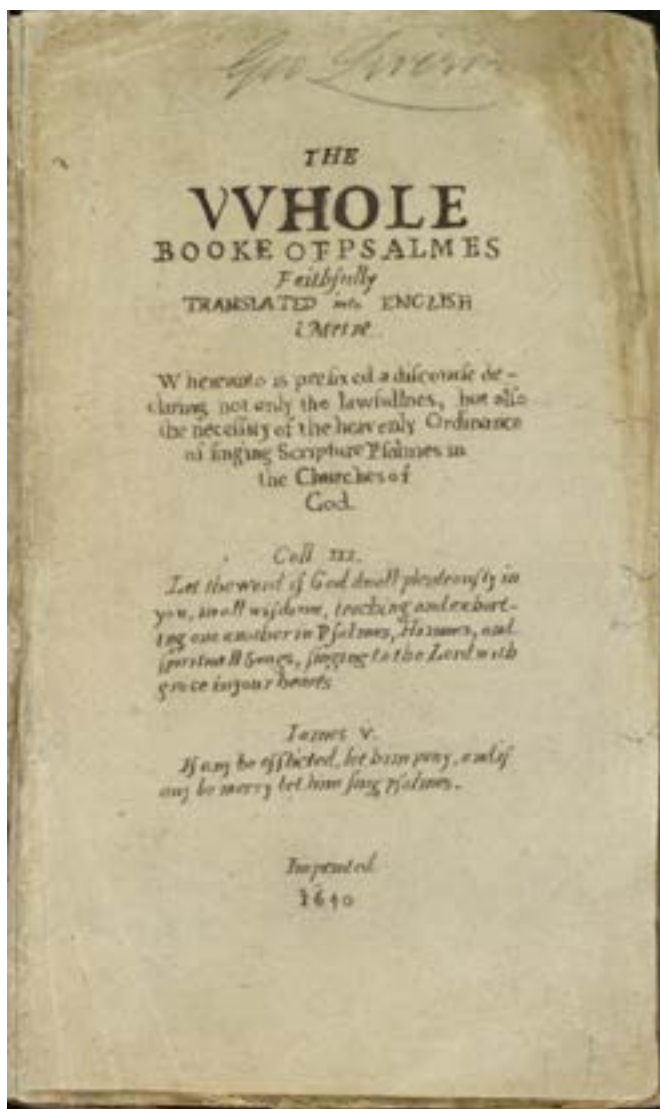 Geo
THE
VVHOLE
BOOKE OF PSALMES
Faithfully
TRANSLATED into ENGLISH
Metre.
Whereunto is prefixed a discourse de-
claring not only the lawfullnes, but also
the necessity of the heavenly Ordinance
of singing Scripture Psalmes in
the Churches of
God.
Coll. III.
Let the word of God dwell plenteously in
you, in all wisdome, teaching and exhort-
ing one another in Psalmes, Himnes, and
spirituall Songs, singing to the Lord with
grace in your hearts.
Iames v.
If any be afflicted, let him pray, and if
any be merry let him sing psalmes.
Imprinted
1640